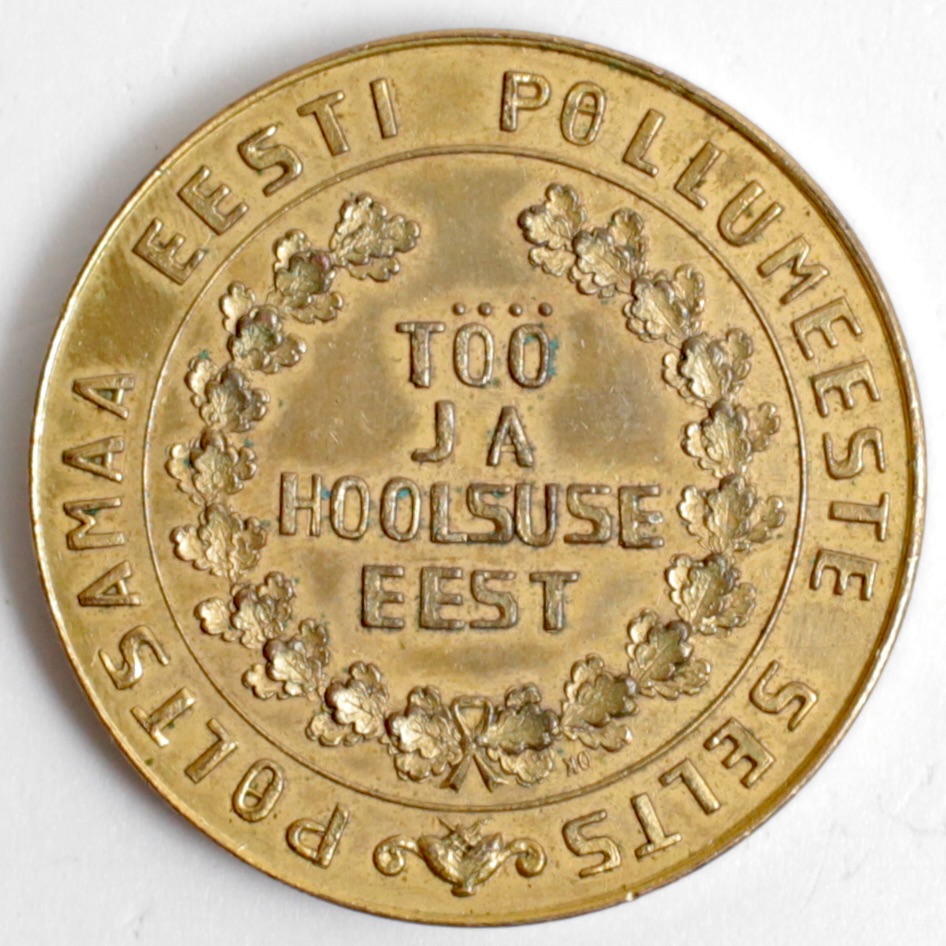 POLTSAMAA EESTI PÕLLUMEESTE SELTS
TÖÖ
JA
HOOLSUSE
EEST